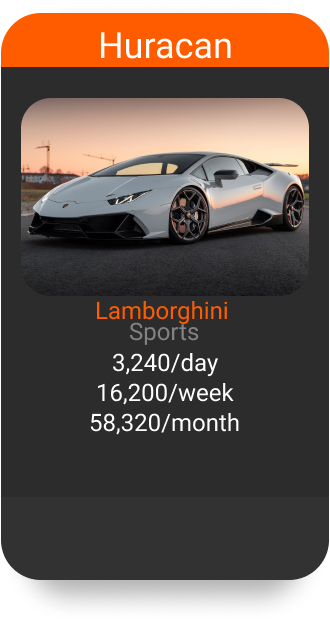 Huracan
Lamborghini
Sports
3,240/day
16,200/week
58,320/month